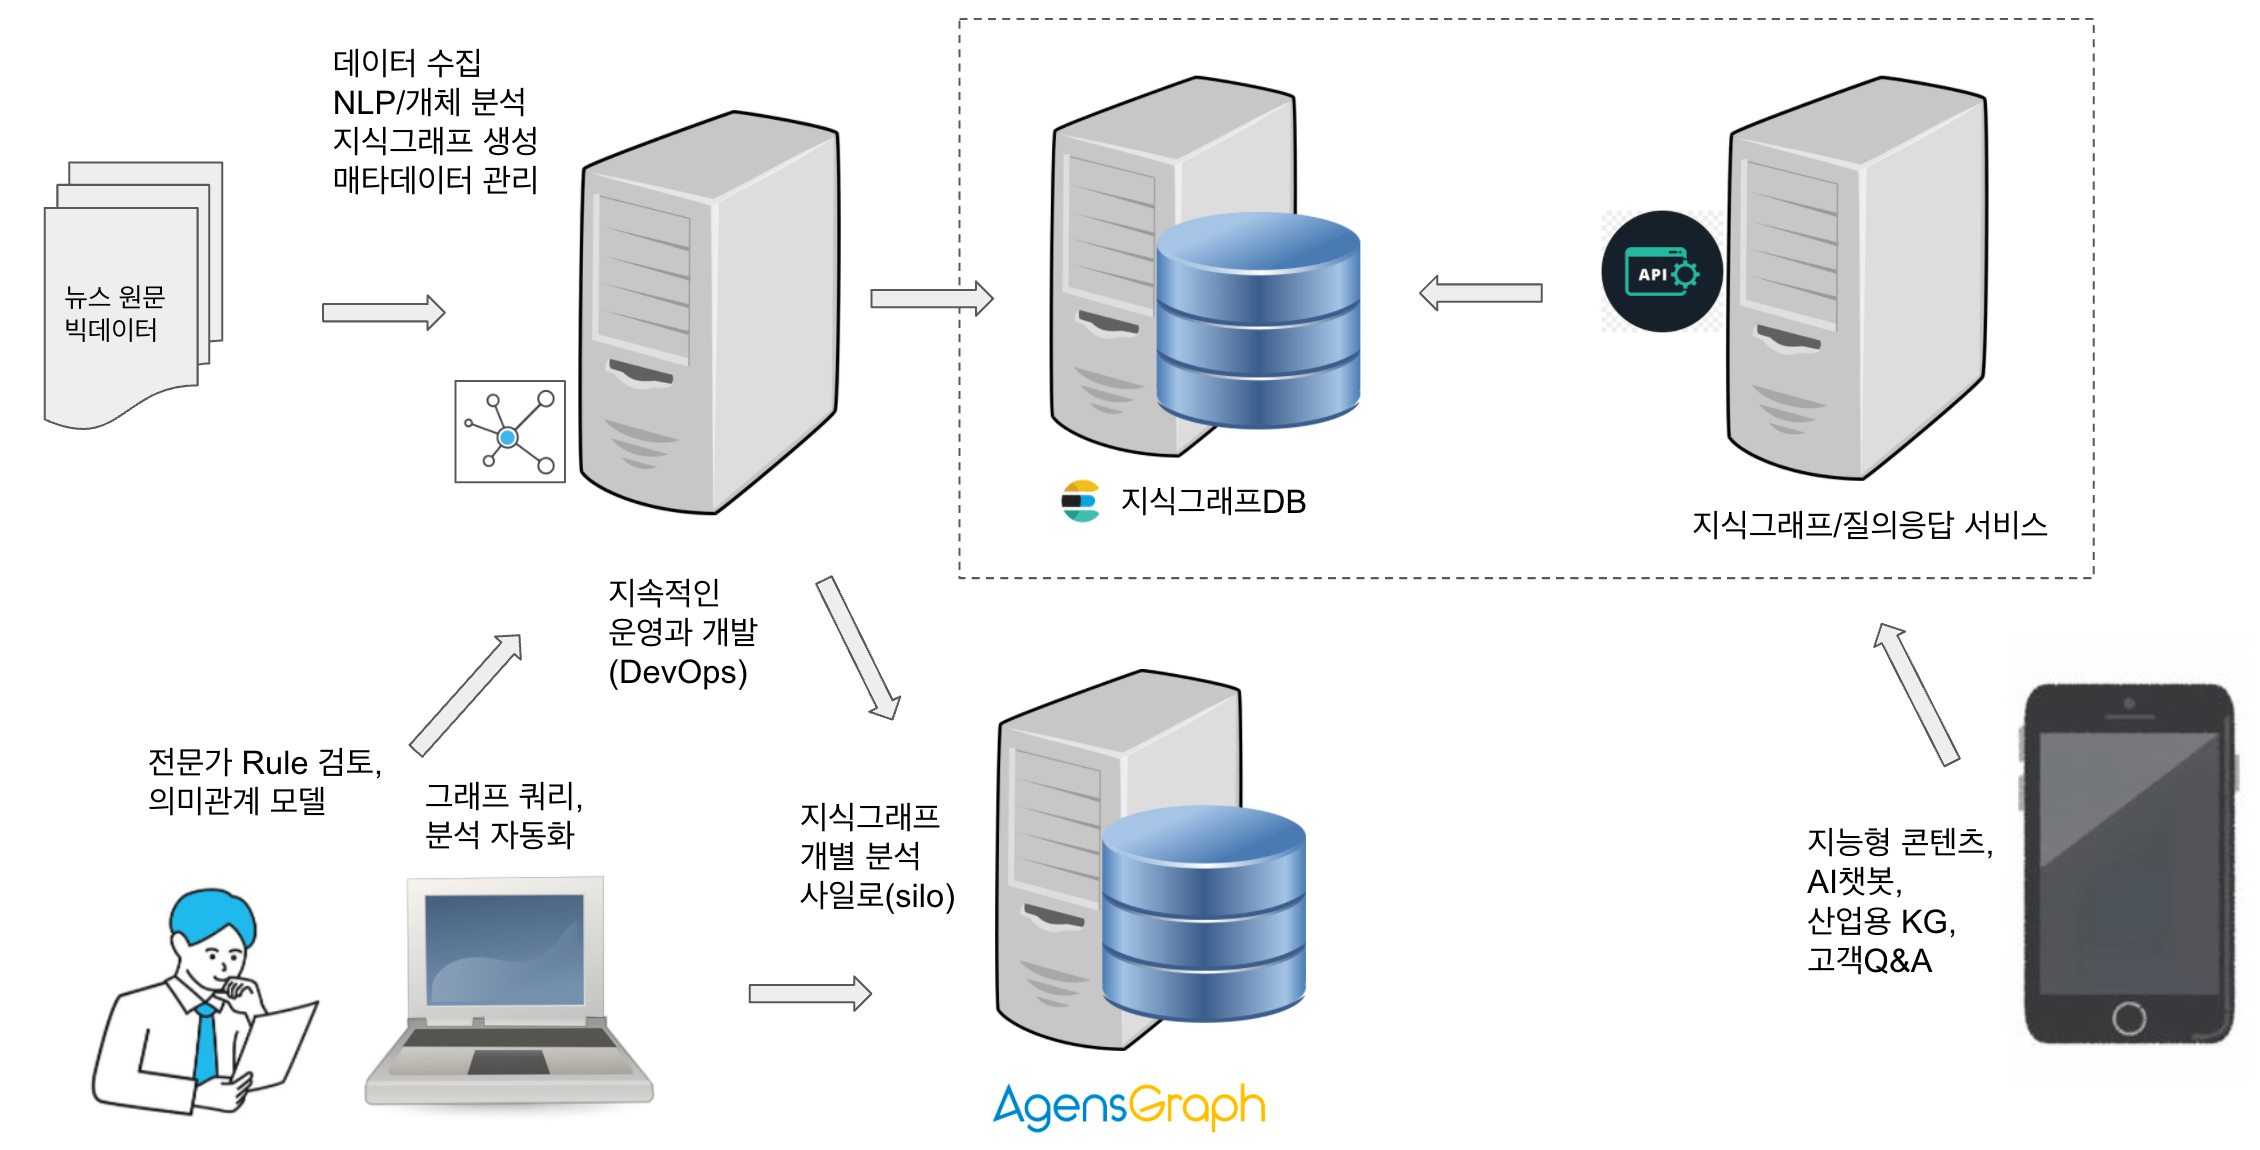 데이터 수집
NLP/개체 분석
지식그래프 생성
매타데이터 관리
뉴스 원문
빅데이터
API
지식그래프DB
지식그래프/질의응답 서비스
지속적인
운영과 개발
(DevOps)
전문가 Rule 검토,
의미관계 모델
그래프 쿼리,
분석 자동화
지식그래프
개별 분석
사일로(silo)
지능형 콘텐츠,
AI챗봇,
산업용 KG,
고객Q&A
AgensGraph